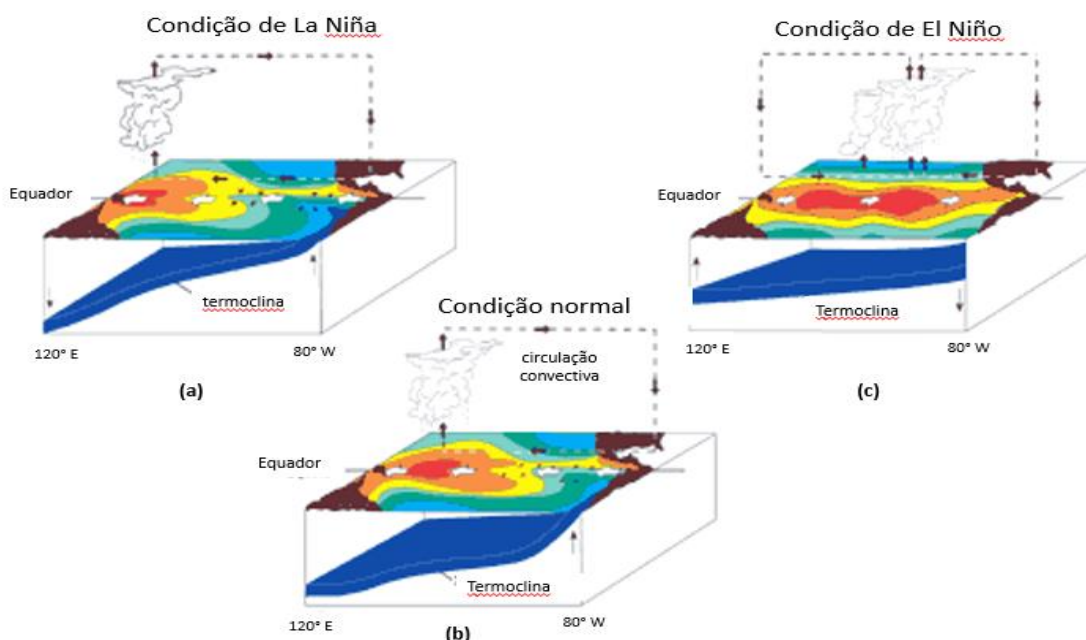 Condição de La Niña
Equador
termoclina
120° E
80° W
(a)
Condição de El Niño
Equador
Termoclina
120° E
80° W
(c)
Condição normal
circulação
convectiva
Equador
Termoclina
120° E
80° W
(b)